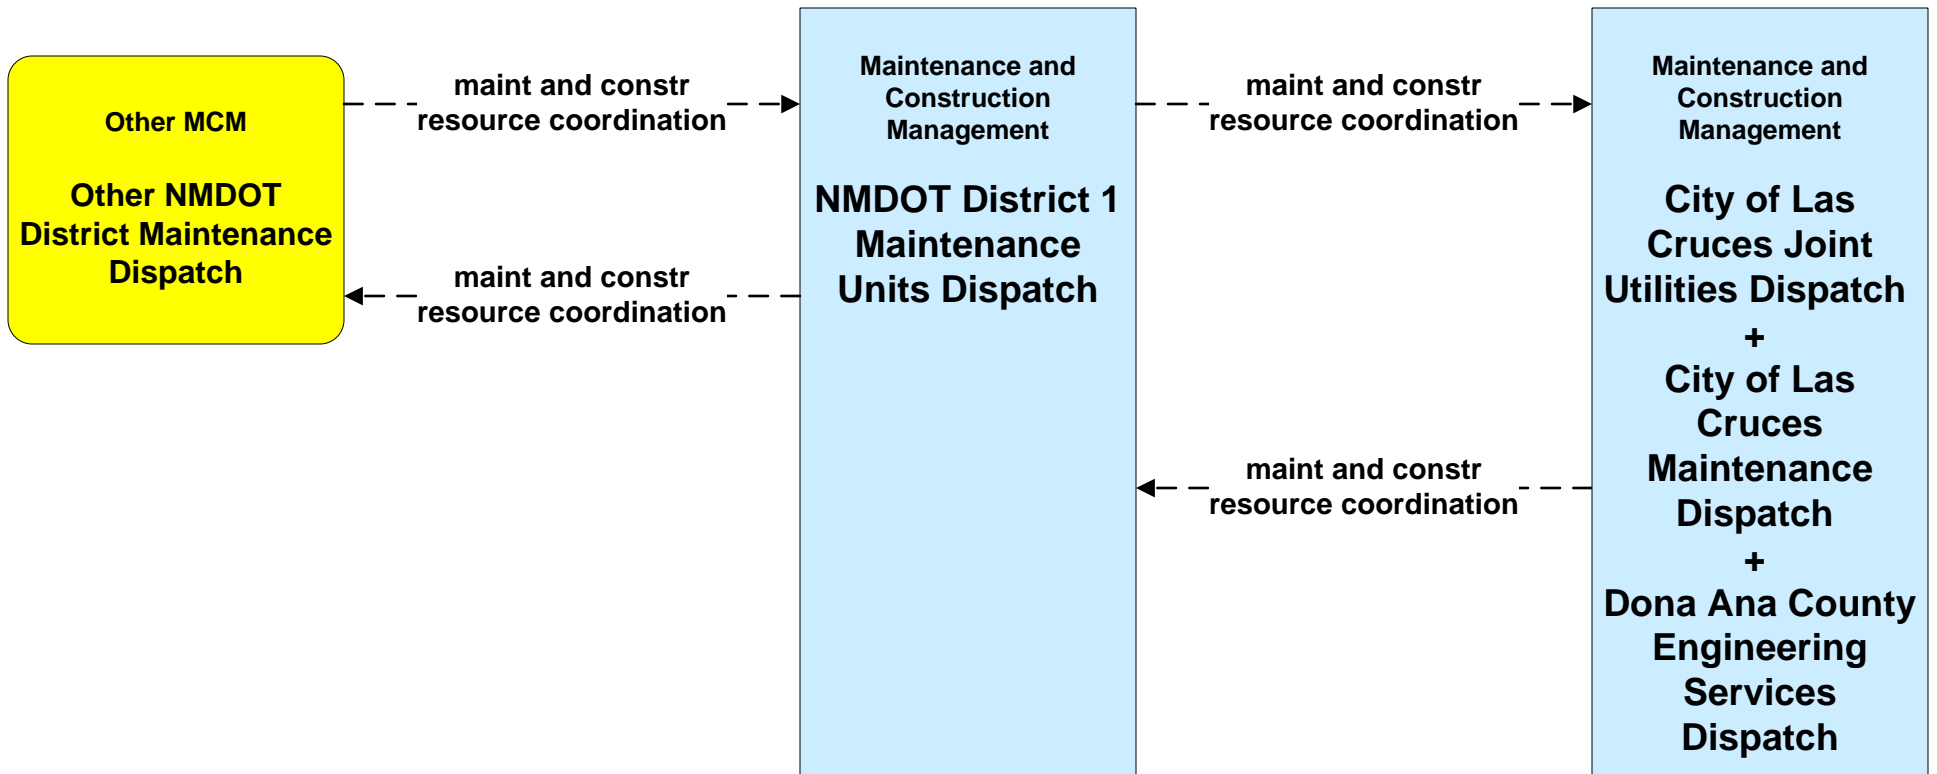 Other MCM
Other NMDOT
District Maintenance
Dispatch
maint and constr
resource coordination
maint and constr
resource coordination
Maintenance and
Construction
Management
NMDOT District 1
Maintenance
Units Dispatch
maint and constr
resource coordination
maint and constr
resource coordination
Maintenance and
Construction
Management
City of Las
Cruces Joint
Utilities Dispatch
+
City of Las
Cruces
Maintenance
Dispatch
+
Dona Ana County
Engineering
Services
Dispatch